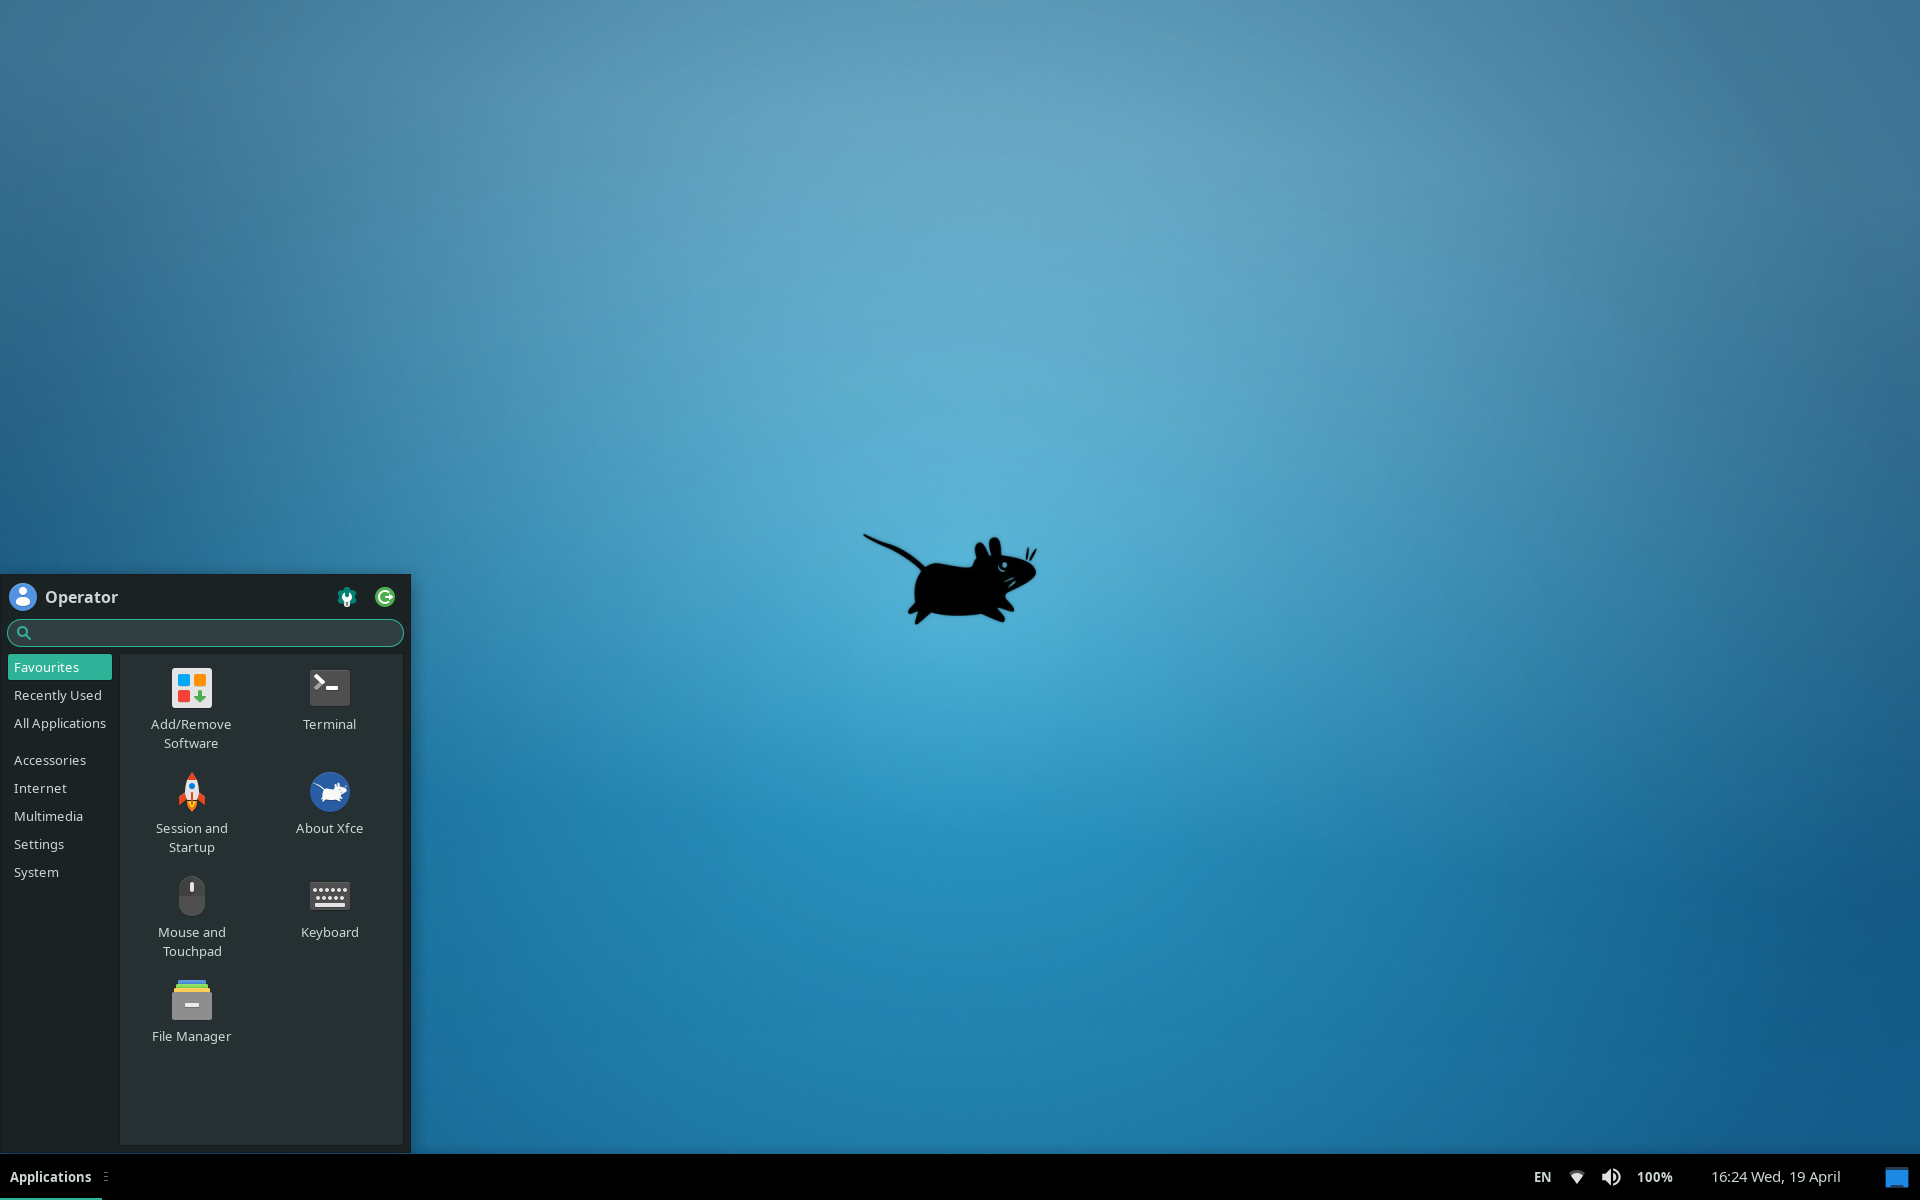 Operator
Favourites
Recently Used
All Applications
Accessories
Internet
Multimedia
Settings
System
Add/Remove
Software
Terminal
Session and
Startup
About Xfce
Mouse and
Touchpad
Keyboard
File Manager
Applications
EN
100%
16:24 Wed, 19 April